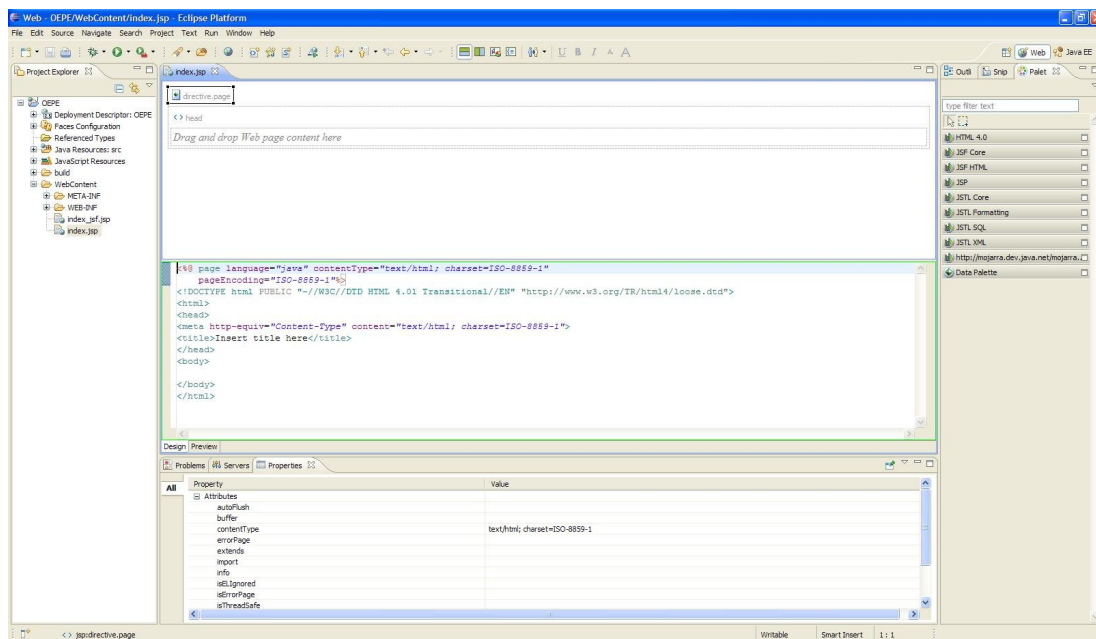 Web - OEPE/WebContent/index.jsp - Eclipse Platform
File Edit Source Navigate Search Project Text Run Window Help
U B I A A
Web Java EE
Project Explorer
OEPE
Deployment Descriptor: OEPE
Faces Configuration
Referenced Types
Java Resources: src
JavaScript Resources
build
WebContent
META-INF
WEB-INF
index_jsf.jsp
index.jsp
index.jsp
directive.page
<> head
Drag and drop Web page content here
<%@ page language="java" contentType="text/html; charset=ISO-8859-1"
pageEncoding="ISO-8859-1"%>
<!DOCTYPE html PUBLIC "-//W3C//DTD HTML 4.01 Transitional//EN" "http://www.w3.org/TR/html4/loose.dtd">
<html>
<head>
<meta http-equiv="Content-Type" content="text/html; charset=ISO-8859-1">
<title>Insert title here</title>
</head>
<body>
</body>
</html>
Design Preview
Problems Servers Properties
All
Property Value
Attributes
autoFlush
buffer
contentType text/html; charset=ISO-8859-1
errorPage
extends
import
info
isELIgnored
isErrorPage
isThreadSafe
Outli Snip Palet
type filter text
HTML 4.0
JSF Core
JSF HTML
JSP
JSTL Core
JSTL Formatting
JSTL SQL
JSTL XML
http://mojarra.dev.java.net/mojarra..
Data Palette
<> jsp:directive.page
Writable Smart Insert 1 : 1